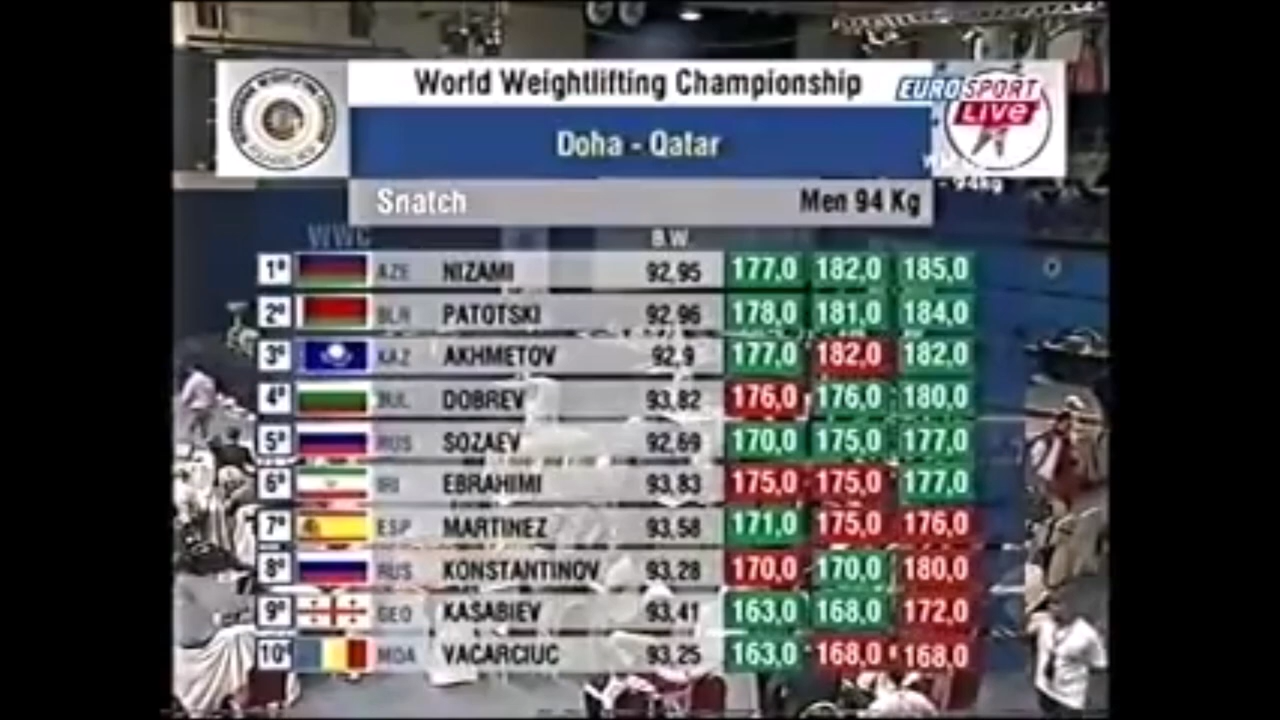 World Weightlifting Championship
EUROSPORT
LIVE
Doha - Qatar
Snatch Men 94 Kg
WWC B.W
1º AZE NIZAMI 92,95 177,0 182,0 185,0
2º BLR PATOTSKI 92,96 178,0 181,0 184,0
3º KAZ AKHMETOV 92,9 177,0 182,0 182,0
4º BUL DOBREV 93,82 176,0 176,0 180,0
5º RUS SOZAEV 92,69 170,0 175,0 177,0
6º IRI EBRAHIMI 93,83 175,0 175,0 177,0
7º ESP MARTINEZ 93,58 171,0 175,0 176,0
8º RUS KONSTANTINOV 93,28 170,0 170,0 180,0
9º GEO KASABIEV 93,41 163,0 168,0 172,0
10º MDA VACARCIUC 93,25 163,0 168,0 168,0